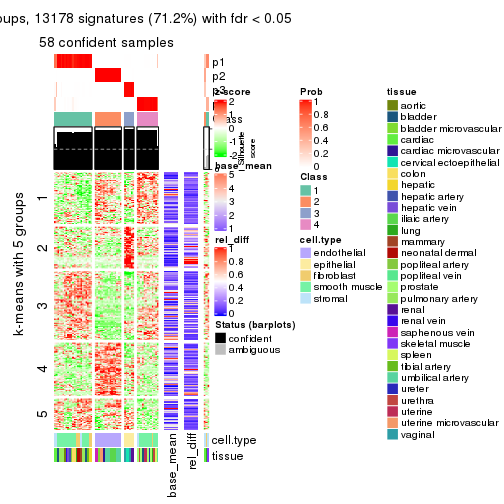 oups, 13178 signatures (71.2%) with fdr < 0.05
58 confident samples
p1
p2
z-score
2
1
0
-1
-2
Silhouette
score
base_mean
5
4
3
2
1
rel_diff
1
0.8
0.6
0.4
0.2
0
Status (barplots)
confident
ambiguous
k-means with 5 groups
1
2
3
4
5
base_mean
rel_diff
cell.type
tissue
Prob
1
0.8
0.6
0.4
0.2
0
Class
1
2
3
4
cell.type
endothelial
epithelial
fibroblast
smooth muscle
stromal
tissue
aortic
bladder
bladder microvascular
cardiac
cardiac microvascular
cervical ectoepithelial
colon
hepatic
hepatic artery
hepatic vein
iliac artery
lung
mammary
neonatal dermal
popliteal artery
popliteal vein
prostate
pulmonary artery
renal
renal vein
saphenous vein
skeletal muscle
spleen
tibial artery
umbilical artery
ureter
urethra
uterine
uterine microvascular
vaginal